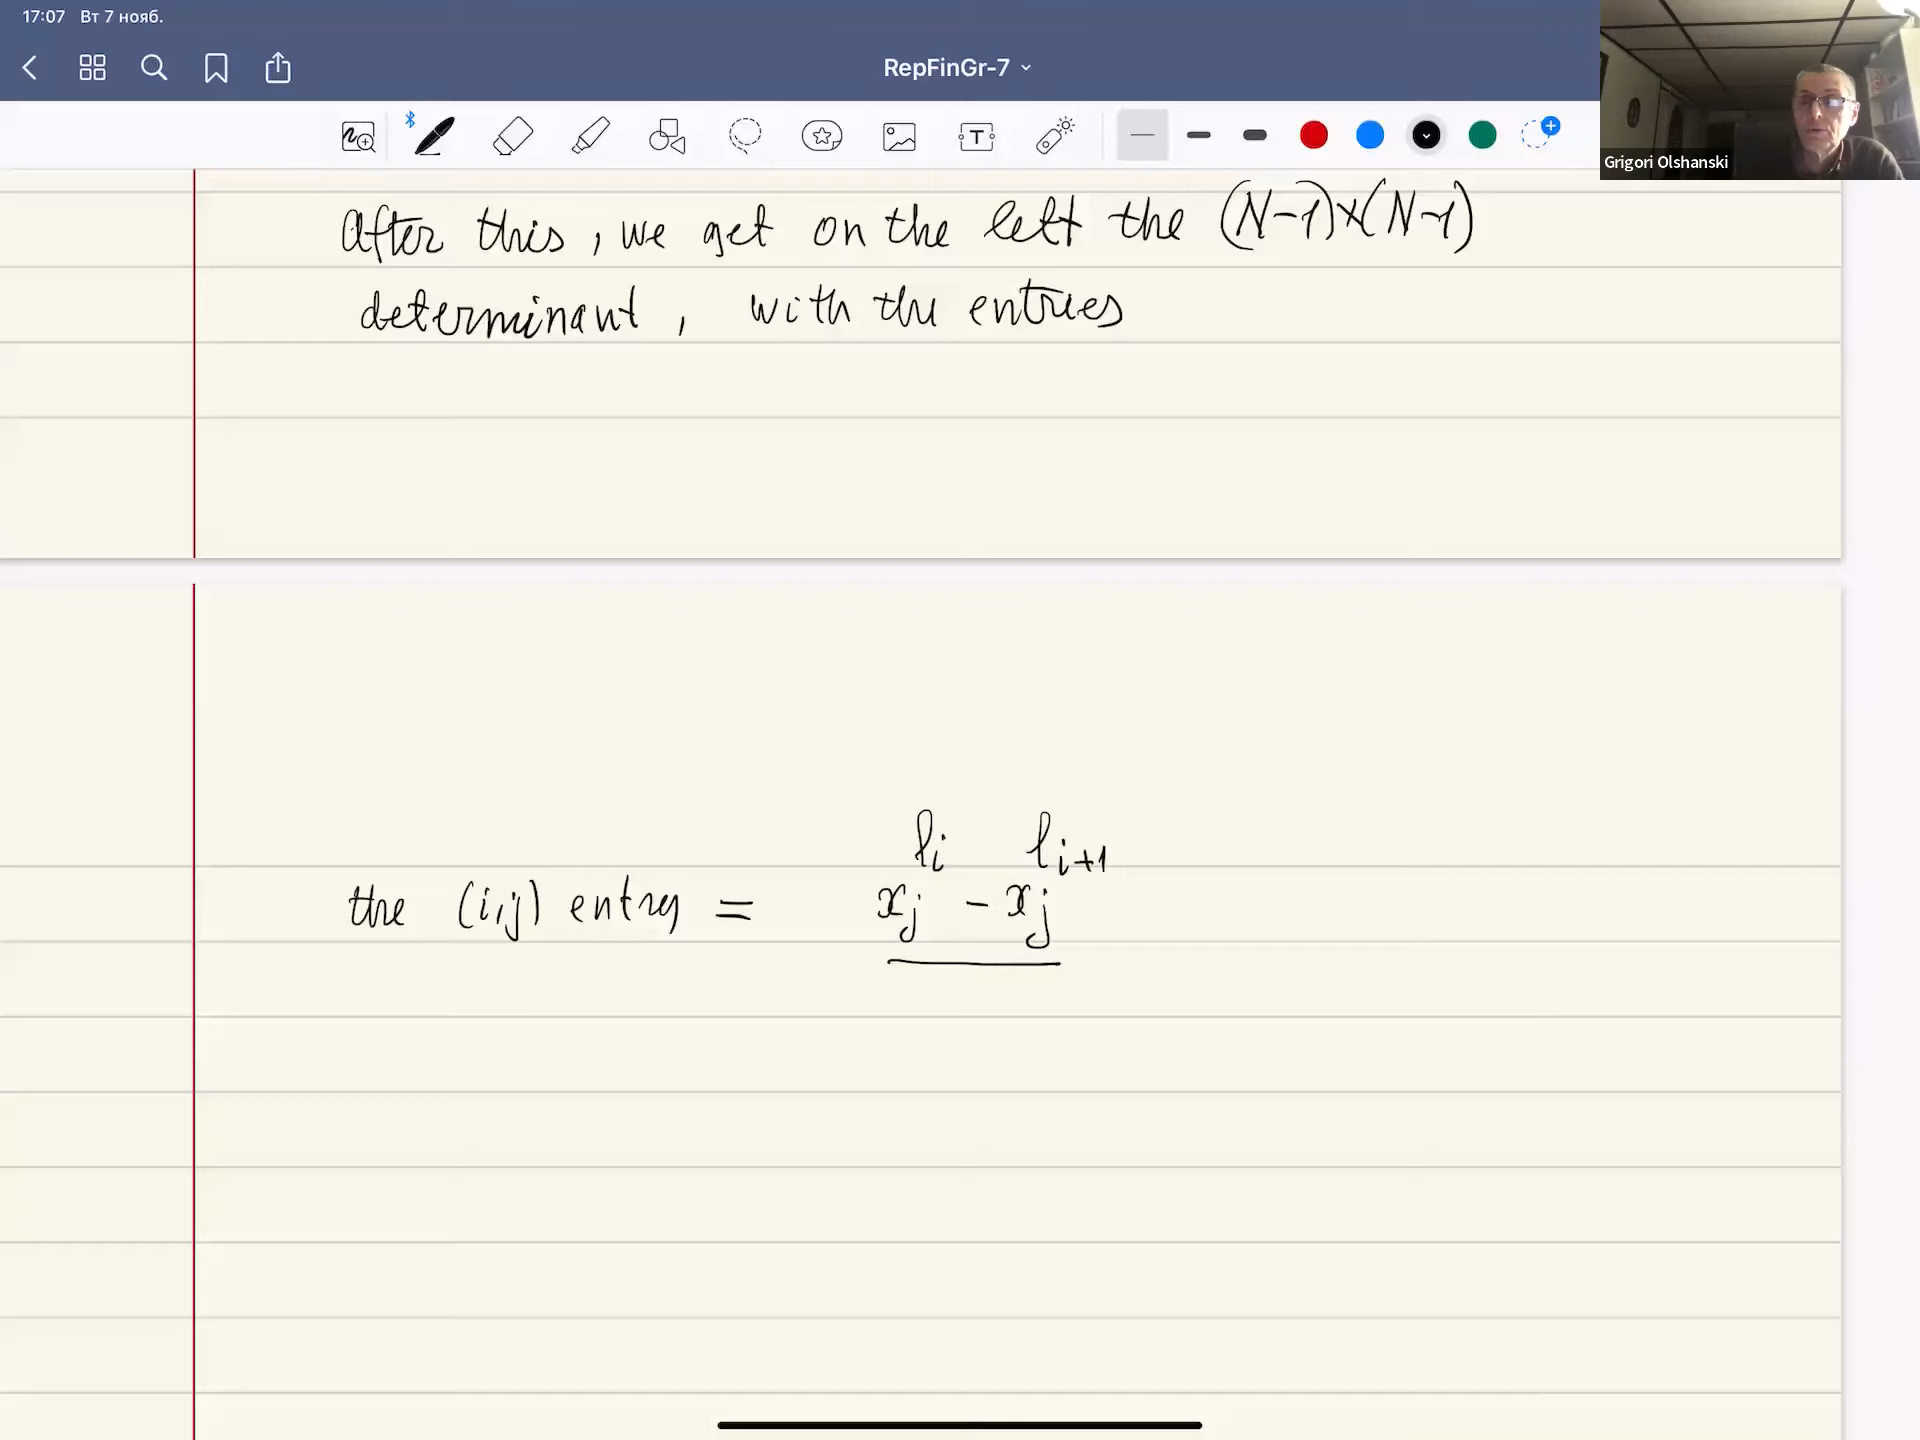 17:07 Вт 7 нояб.
RepFinGr-7
T
Grigori Olshanski
After this, we get on the left the (N-1)×(N-1)
determinant, with the entries
the (i,j) entry = x_j^{l_i} - x_j^{l_{i+1}}